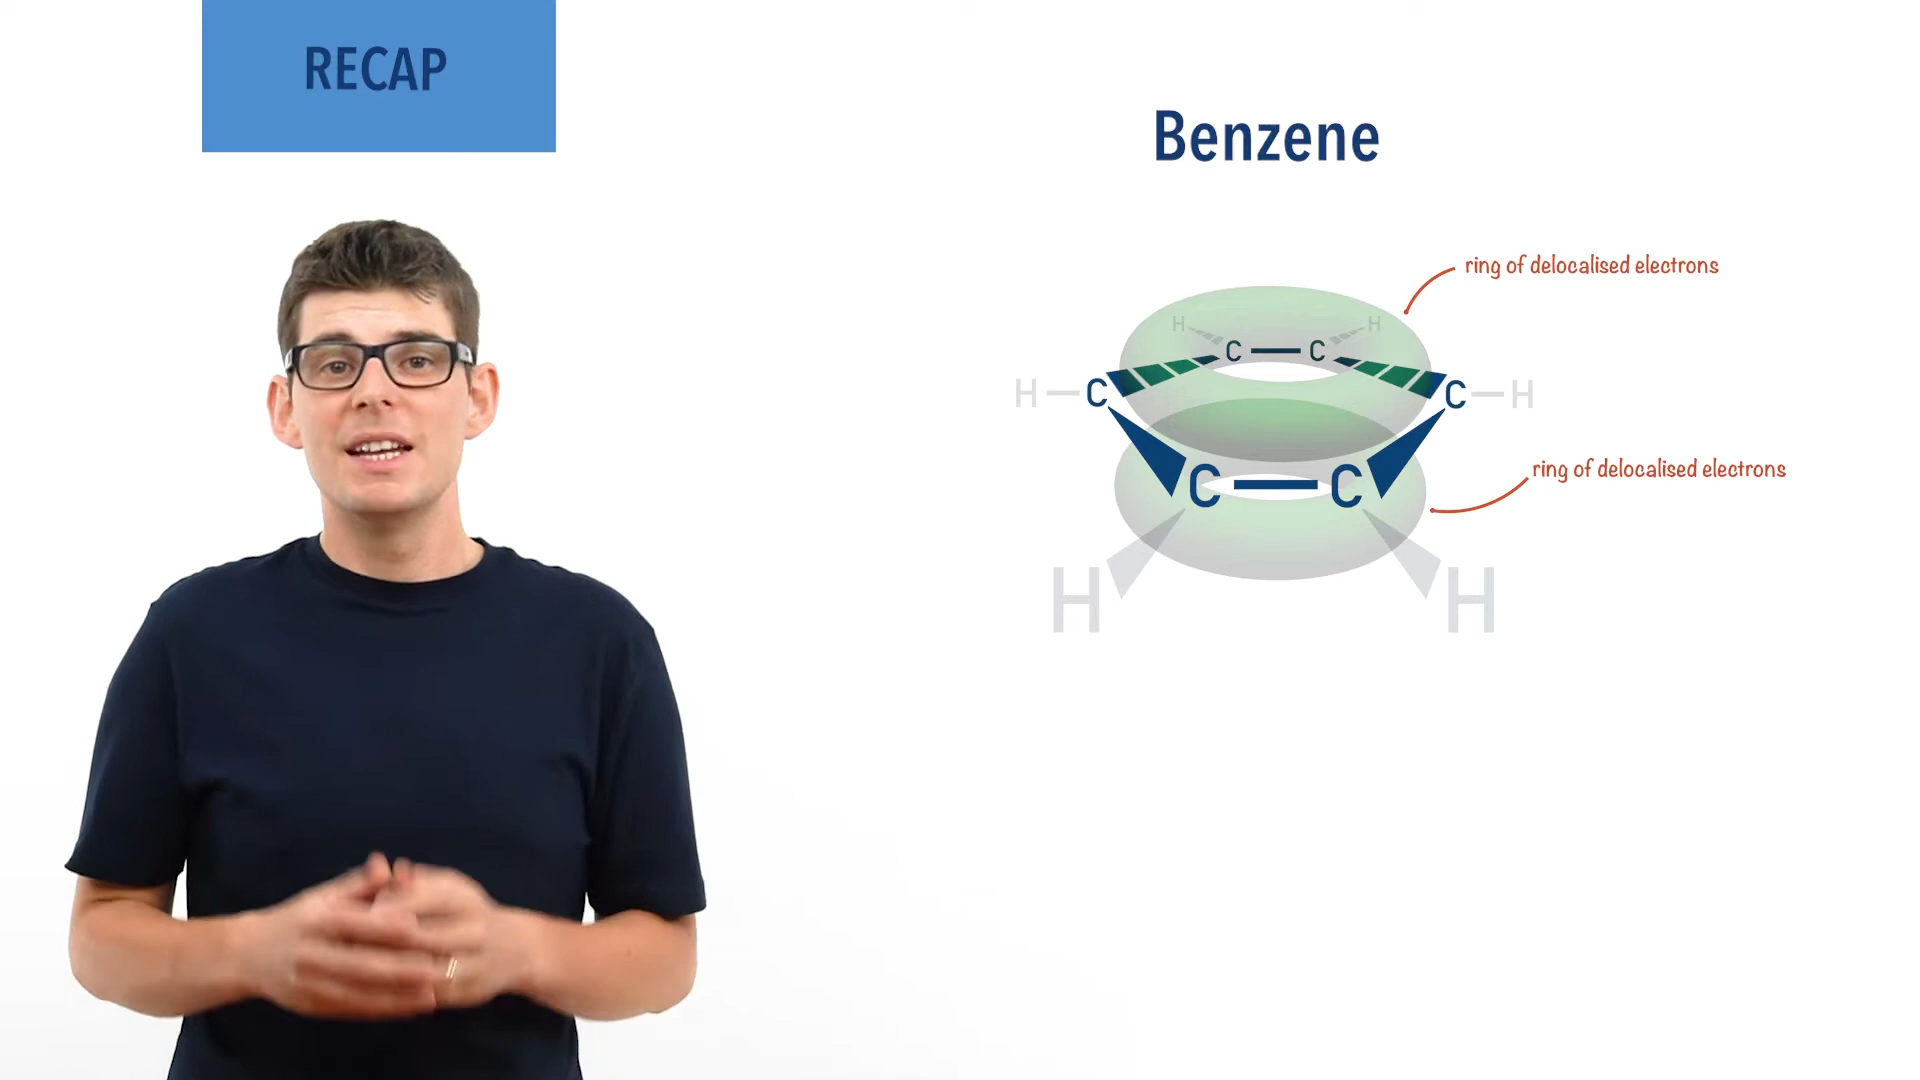 RECAP
Benzene
ring of delocalised electrons
H H
C C
H C C H
ring of delocalised electrons
C C
H H